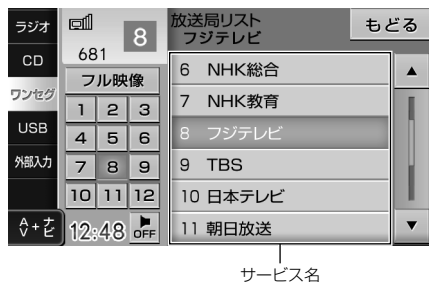 ラジオ
CD
ワンセグ
USB
外部入力
A V + ナビ
681
8
フル映像
1 2 3
4 5 6
7 8 9
10 11 12
12:48
OFF
放送局リスト
フジテレビ
もどる
6 NHK総合
7 NHK教育
8 フジテレビ
9 TBS
10 日本テレビ
11 朝日放送
▲
▼
サービス名